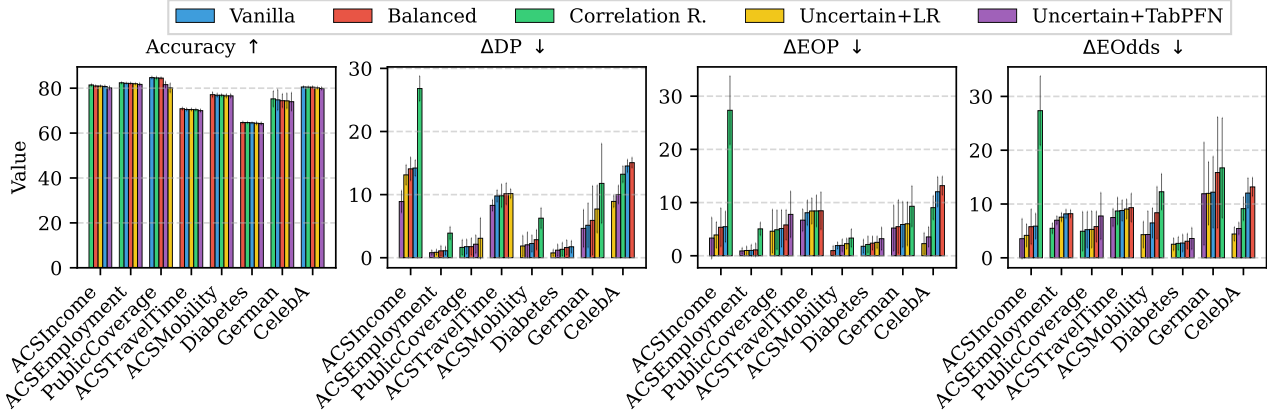 Vanilla Balanced Correlation R. Uncertain+LR Uncertain+TabPFN
Accuracy ↑
Value
80
60
40
20
0
ACSIncome
ACSEmployment
PublicCoverage
ACSTravelTime
ACSMobility
Diabetes
German
CelebA
ΔDP ↓
30
20
10
0
ACSIncome
ACSEmployment
PublicCoverage
ACSTravelTime
ACSMobility
Diabetes
German
CelebA
ΔEOP ↓
30
20
10
0
ACSIncome
ACSEmployment
PublicCoverage
ACSTravelTime
ACSMobility
Diabetes
German
CelebA
ΔEOdds ↓
30
20
10
0
ACSIncome
ACSEmployment
PublicCoverage
ACSTravelTime
ACSMobility
Diabetes
German
CelebA